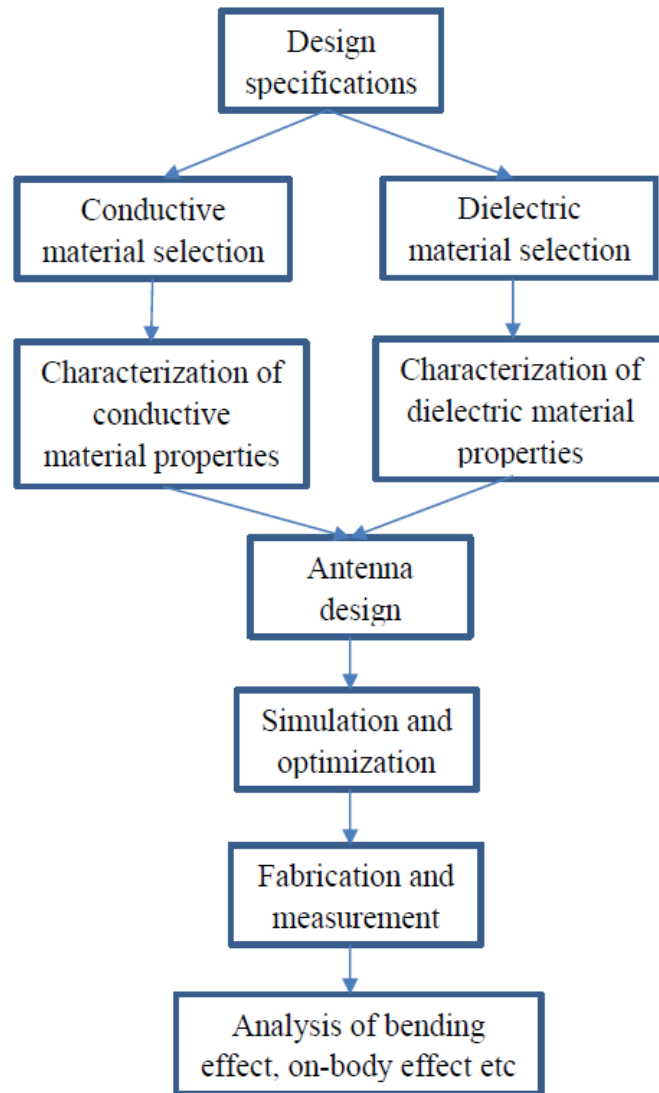 Design
specifications
Conductive
material selection
Dielectric
material selection
Characterization of
conductive
material properties
Characterization of
dielectric material
properties
Antenna
design
Simulation and
optimization
Fabrication and
measurement
Analysis of bending
effect, on-body effect etc